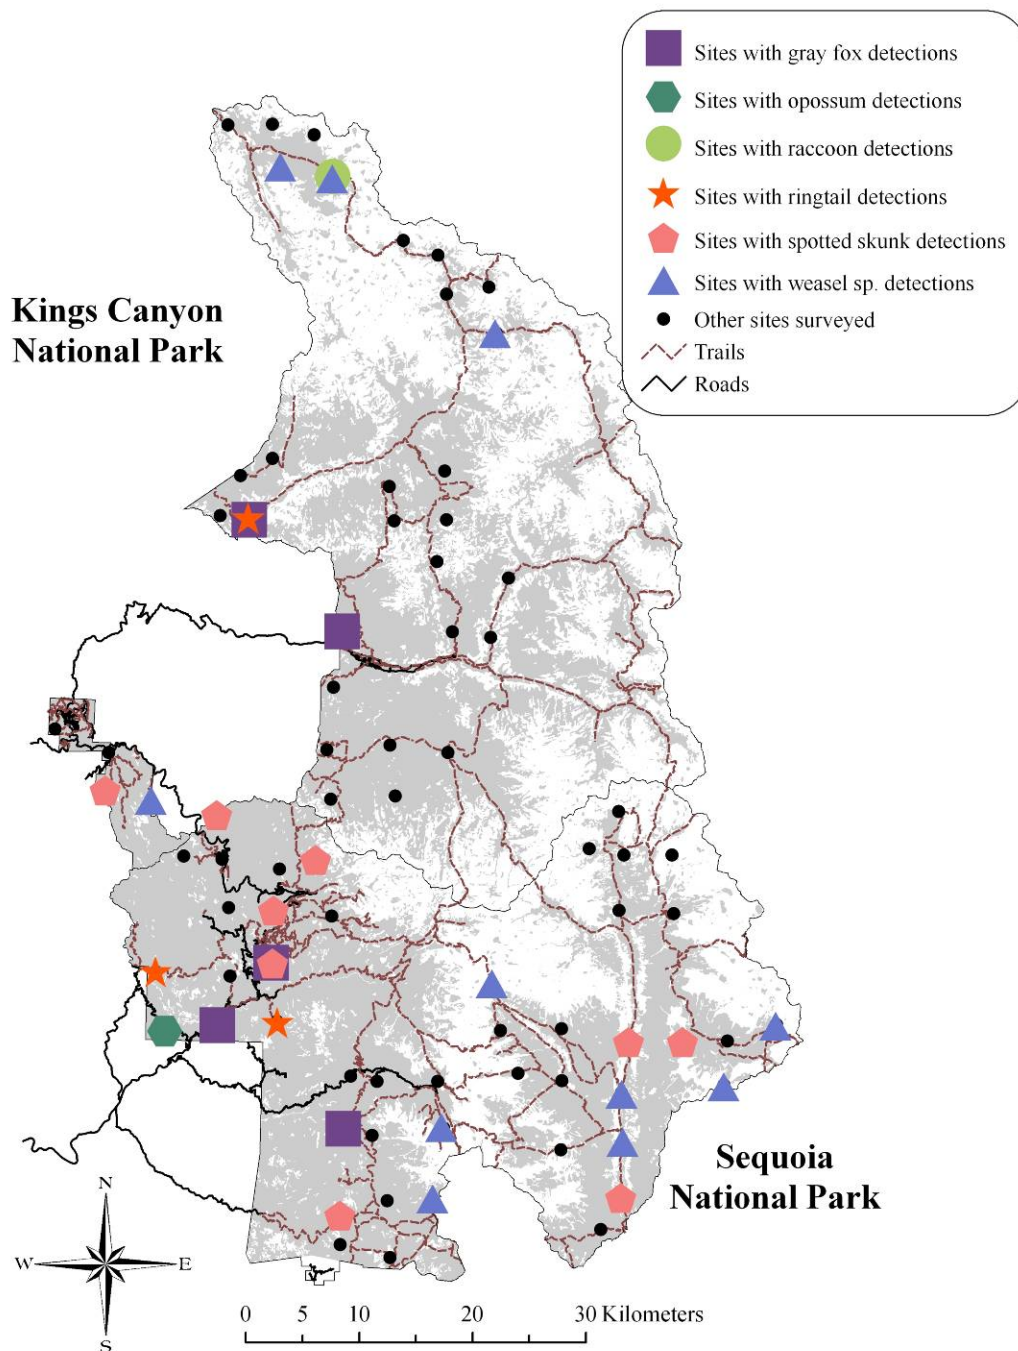 Sites with gray fox detections
Sites with opossum detections
Sites with raccoon detections
Sites with ringtail detections
Sites with spotted skunk detections
Sites with weasel sp. detections
Other sites surveyed
Trails
Roads
Kings Canyon
National Park
Sequoia
National Park
N
W
E
S
0 5 10 20 30 Kilometers